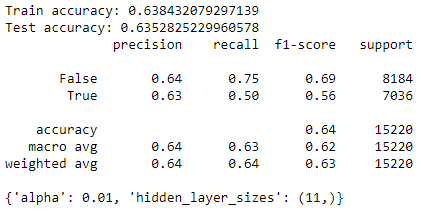 Train accuracy: 0.638432079297139
Test accuracy: 0.6352825229960578
precision recall f1-score support
False 0.64 0.75 0.69 8184
True 0.63 0.50 0.56 7036
accuracy 0.64 15220
macro avg 0.64 0.63 0.62 15220
weighted avg 0.64 0.64 0.63 15220
{'alpha': 0.01, 'hidden_layer_sizes': (11,)}